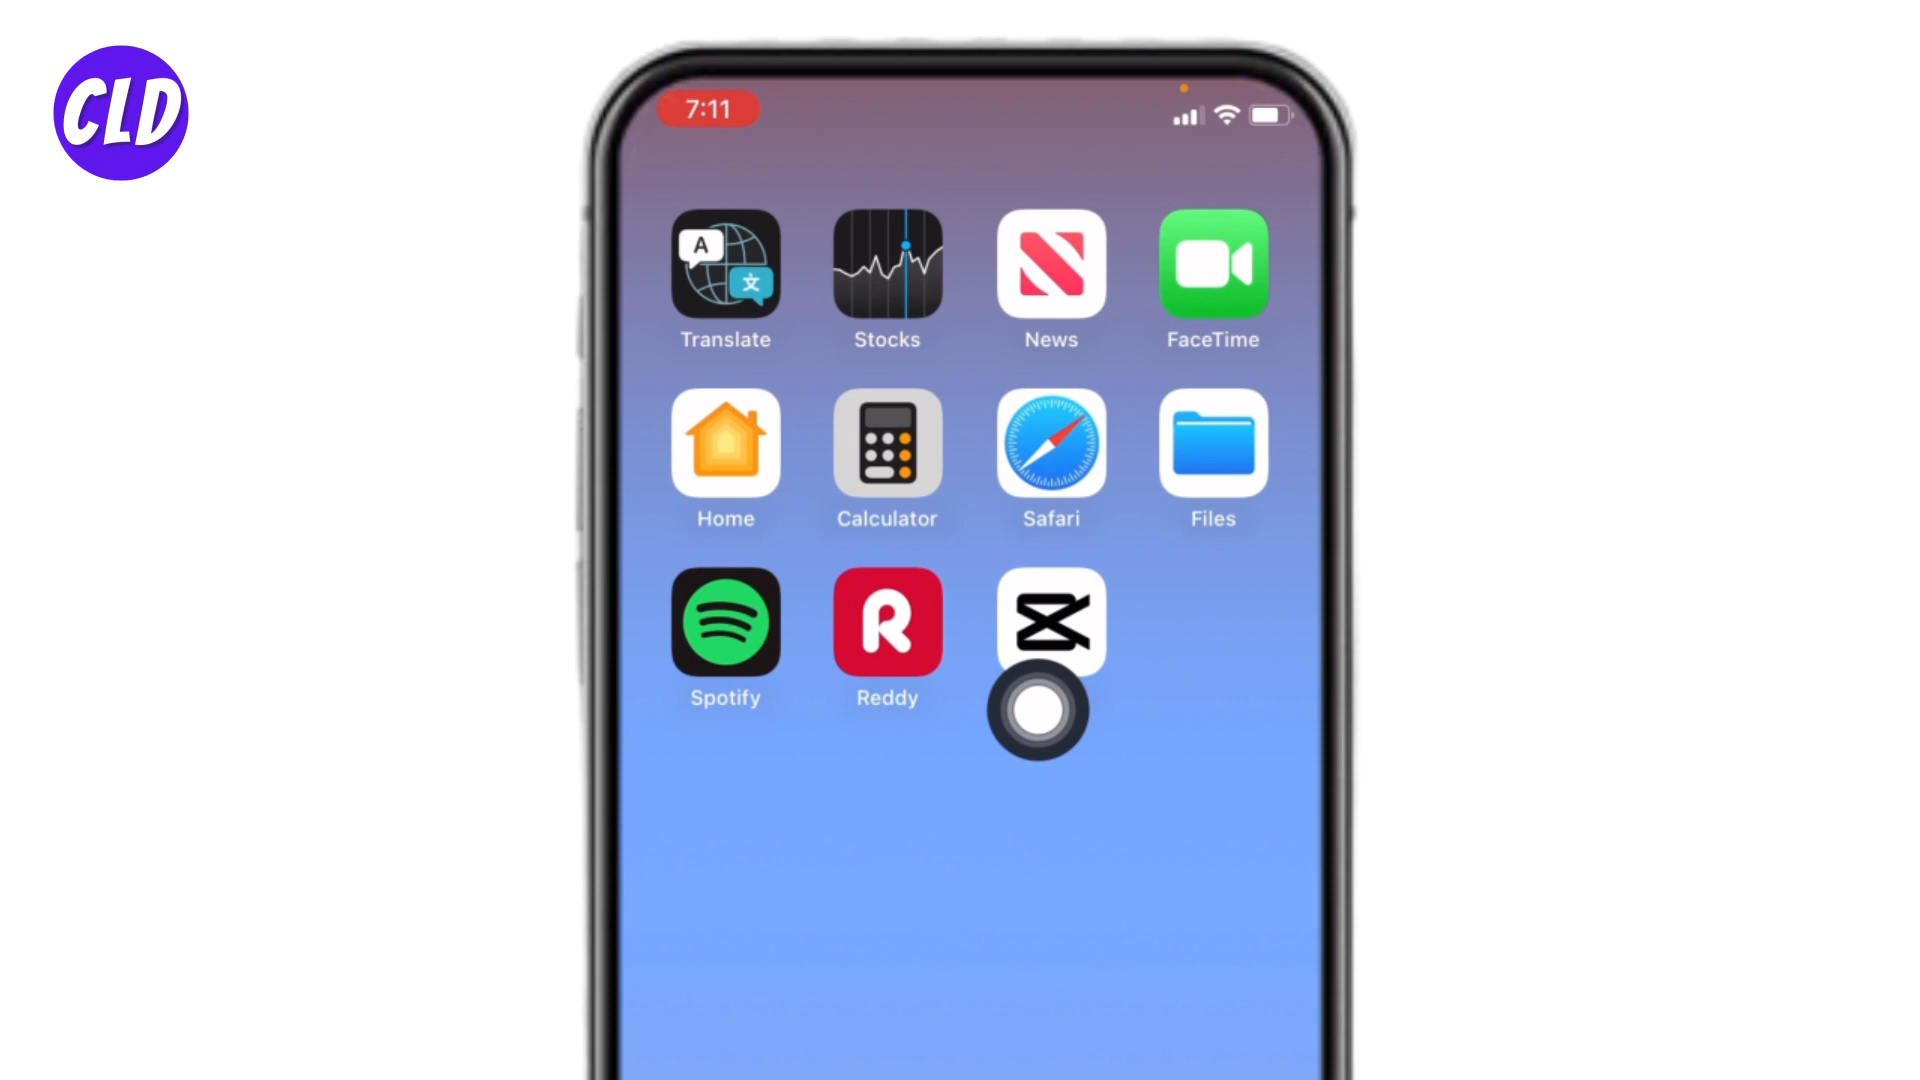 CLD
7:11
A
文
Translate
Stocks
News
FaceTime
Home
Calculator
Safari
Files
R
Spotify
Reddy